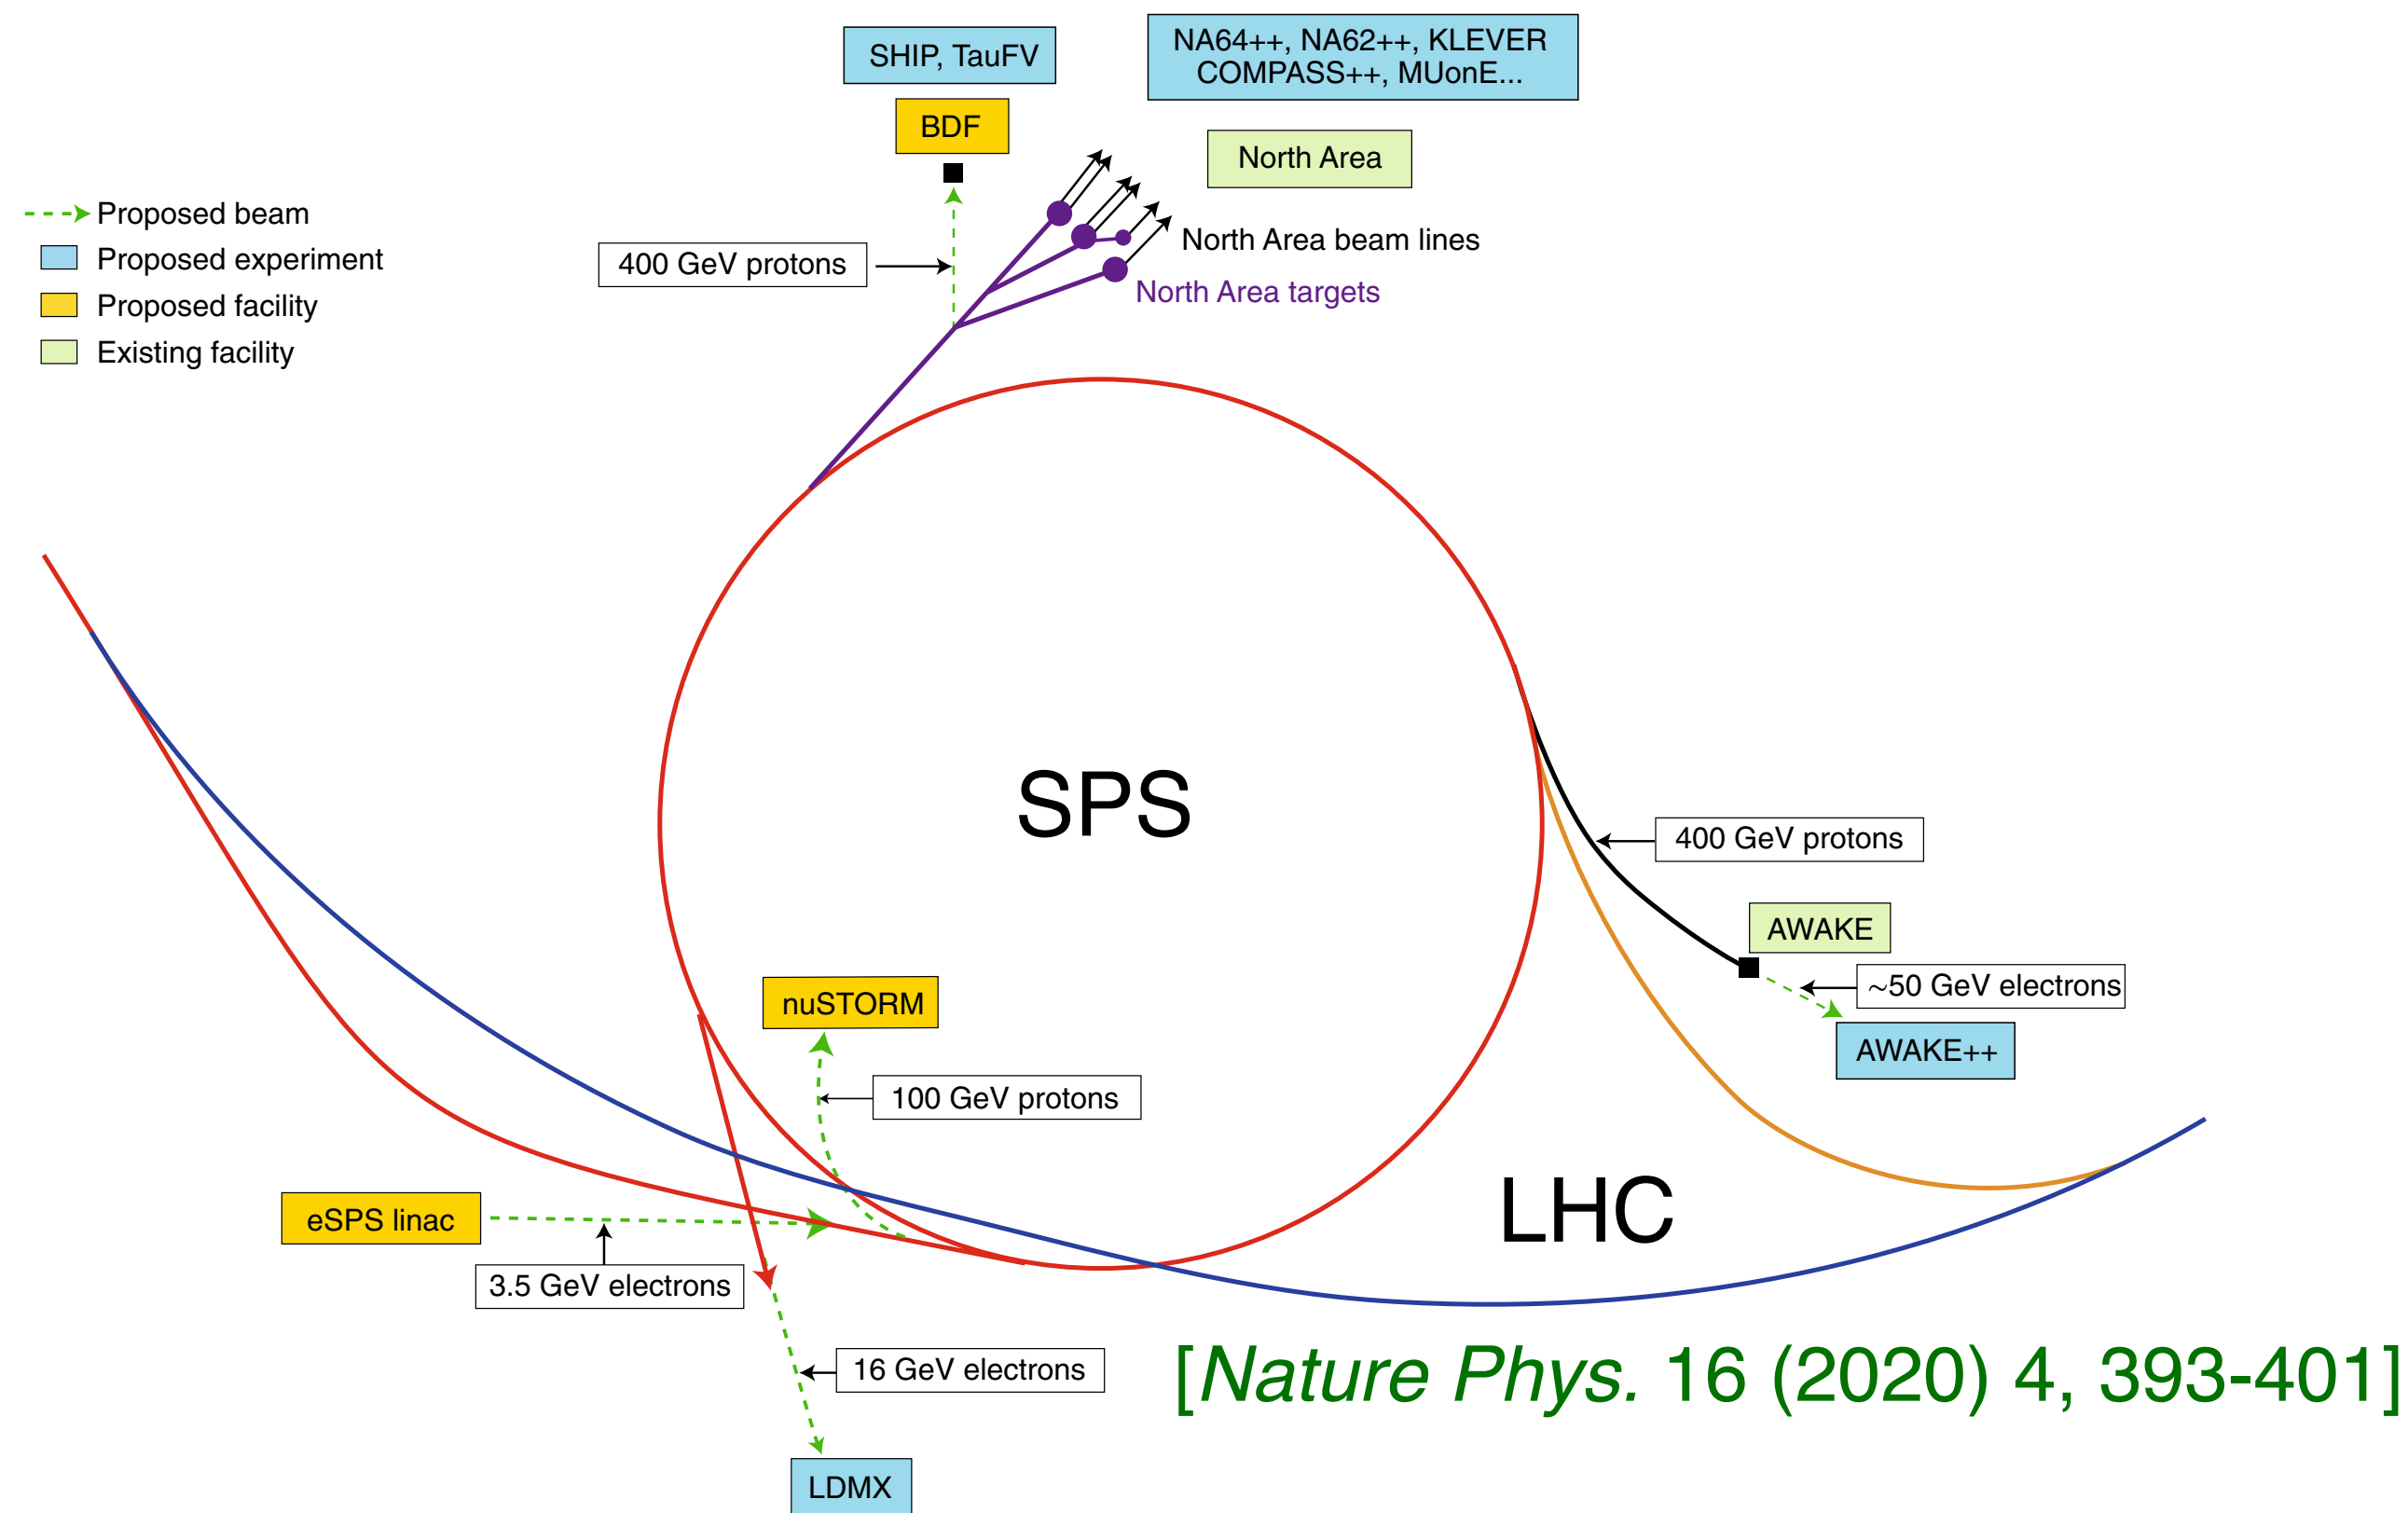 SHIP, TauFV
NA64++, NA62++, KLEVER
COMPASS++, MUonE...
BDF
North Area
Proposed beam
Proposed experiment
Proposed facility
Existing facility
400 GeV protons
North Area beam lines
North Area targets
SPS
400 GeV protons
AWAKE
~50 GeV electrons
AWAKE++
nuSTORM
100 GeV protons
LHC
eSPS linac
3.5 GeV electrons
16 GeV electrons
[Nature Phys. 16 (2020) 4, 393-401]
LDMX